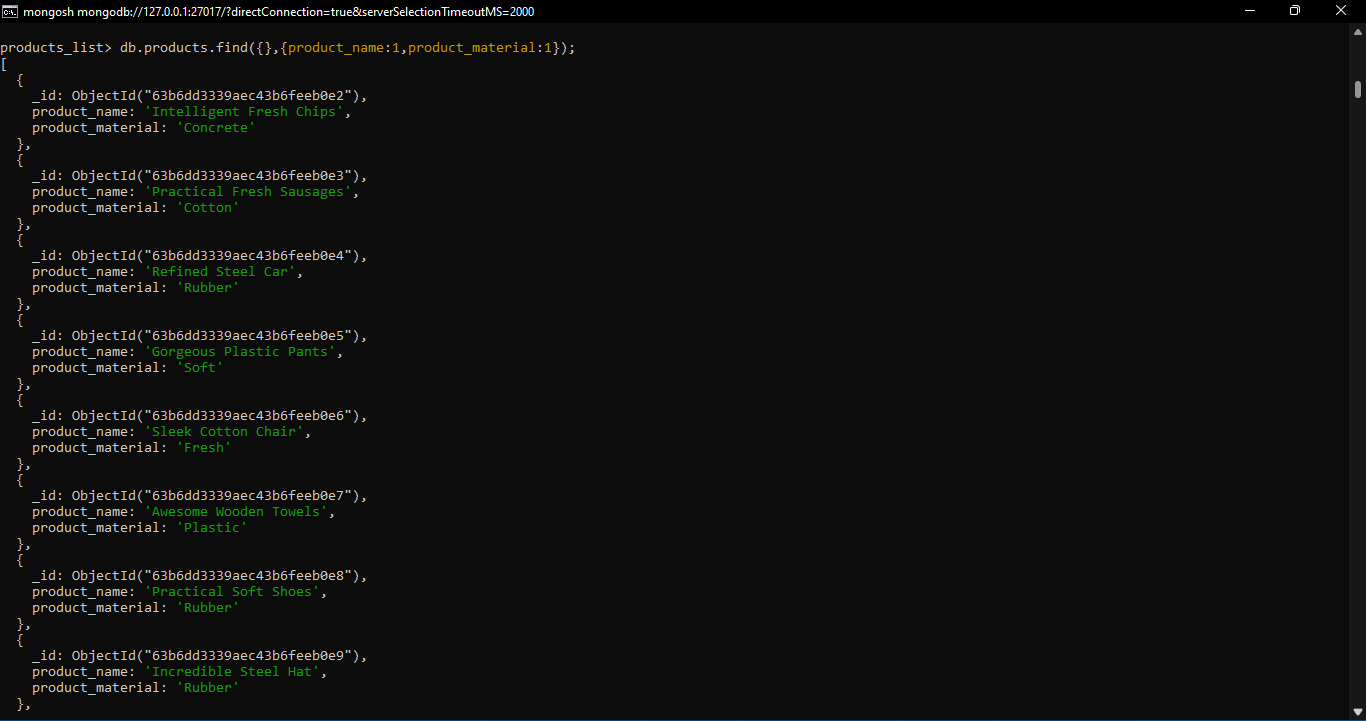 mongosh mongodb://127.0.0.1:27017/?directConnection=true&serverSelectionTimeoutMS=2000
products_list> db.products.find({},{product_name:1,product_material:1});
[
  {
    _id: ObjectId("63b6dd3339aec43b6feeb0e2"),
    product_name: 'Intelligent Fresh Chips',
    product_material: 'Concrete'
  },
  {
    _id: ObjectId("63b6dd3339aec43b6feeb0e3"),
    product_name: 'Practical Fresh Sausages',
    product_material: 'Cotton'
  },
  {
    _id: ObjectId("63b6dd3339aec43b6feeb0e4"),
    product_name: 'Refined Steel Car',
    product_material: 'Rubber'
  },
  {
    _id: ObjectId("63b6dd3339aec43b6feeb0e5"),
    product_name: 'Gorgeous Plastic Pants',
    product_material: 'Soft'
  },
  {
    _id: ObjectId("63b6dd3339aec43b6feeb0e6"),
    product_name: 'Sleek Cotton Chair',
    product_material: 'Fresh'
  },
  {
    _id: ObjectId("63b6dd3339aec43b6feeb0e7"),
    product_name: 'Awesome Wooden Towels',
    product_material: 'Plastic'
  },
  {
    _id: ObjectId("63b6dd3339aec43b6feeb0e8"),
    product_name: 'Practical Soft Shoes',
    product_material: 'Rubber'
  },
  {
    _id: ObjectId("63b6dd3339aec43b6feeb0e9"),
    product_name: 'Incredible Steel Hat',
    product_material: 'Rubber'
  },